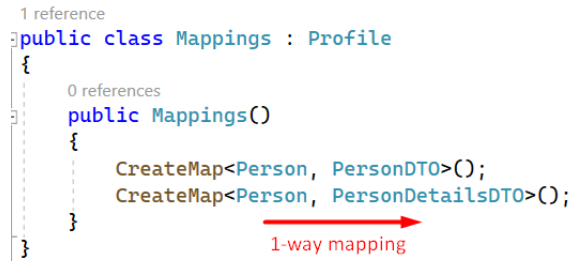 1 reference
public class Mappings : Profile
{
0 references
public Mappings()
{
CreateMap<Person, PersonDTO>();
CreateMap<Person, PersonDetailsDTO>();
}
1-way mapping
}